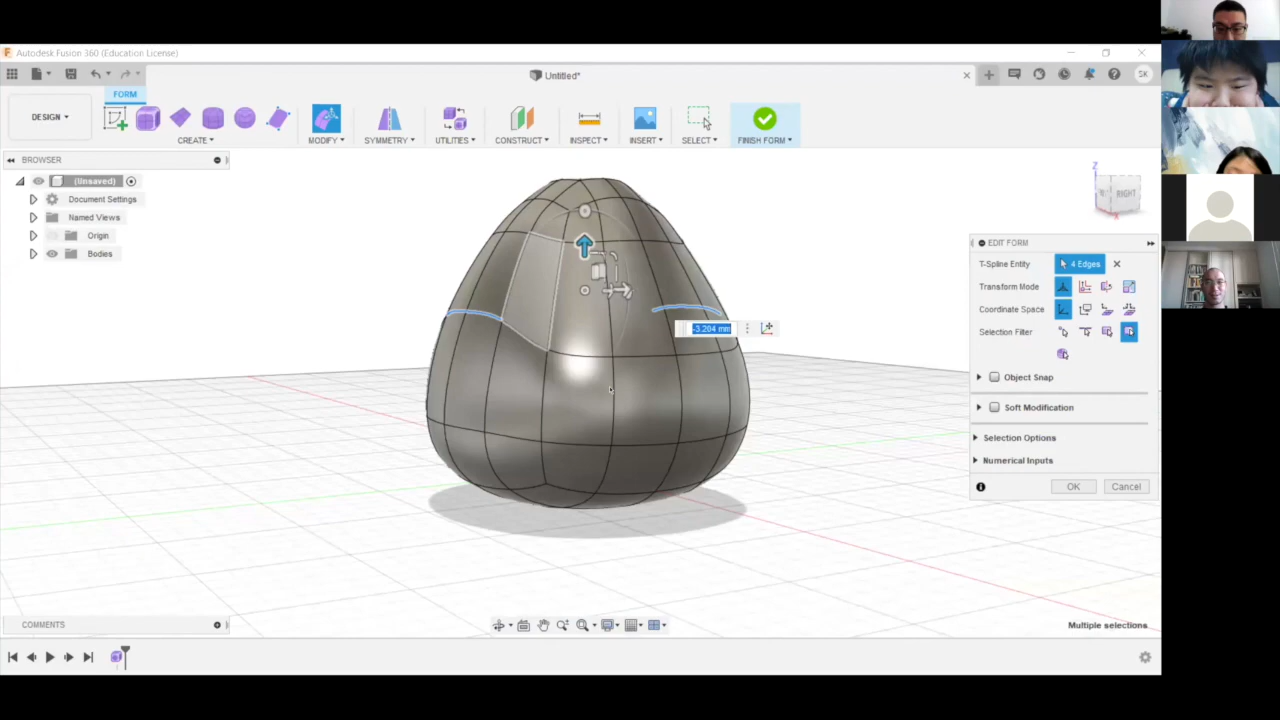 Autodesk Fusion 360 (Education License)
Untitled*
SK
DESIGN
FORM
CREATE
MODIFY
SYMMETRY
UTILITIES
CONSTRUCT
INSPECT
INSERT
SELECT
FINISH FORM
BROWSER
(Unsaved)
Document Settings
Named Views
Origin
Bodies
Z
RIGHT
X
EDIT FORM
T-Spline Entity
4 Edges
Transform Mode
Coordinate Space
Selection Filter
Object Snap
Soft Modification
Selection Options
Numerical Inputs
OK
Cancel
-3.204 mm
COMMENTS
Multiple selections